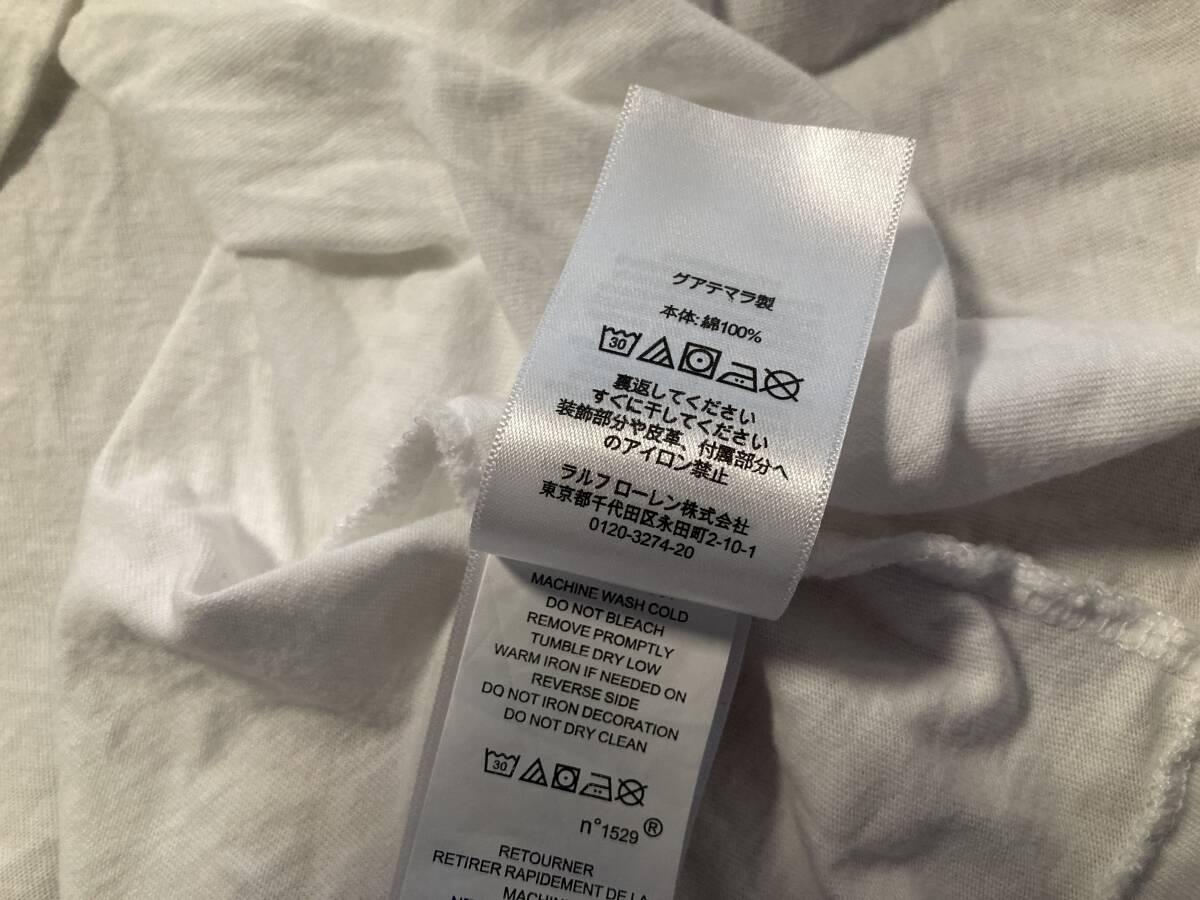 グアテマラ製
本体: 綿100%
30
裏返してください
すぐに干してください
装飾部分や皮革、付属部分へ
のアイロン禁止
ラルフ ローレン株式会社
東京都千代田区永田町2-10-1
0120-3274-20
MACHINE WASH COLD
DO NOT BLEACH
REMOVE PROMPTLY
TUMBLE DRY LOW
WARM IRON IF NEEDED ON
REVERSE SIDE
DO NOT IRON DECORATION
DO NOT DRY CLEAN
30
n°1529 ®
RETOURNER
RETIRER RAPIDEMENT DE LA